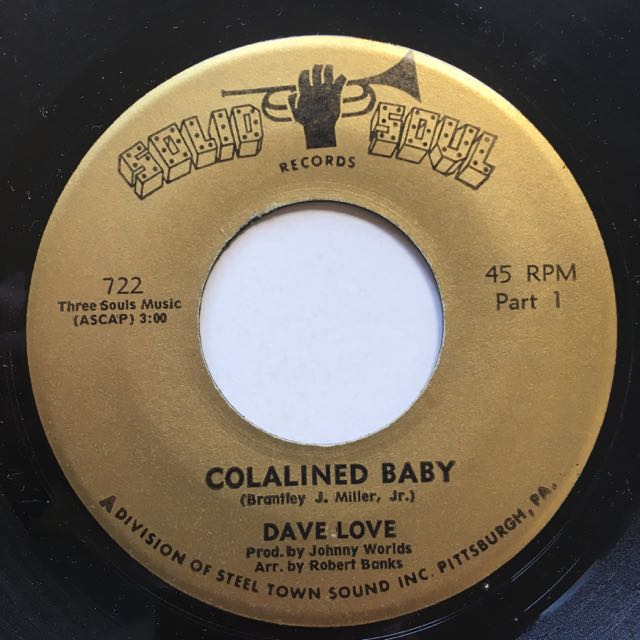 SOLID SOUL
RECORDS
722
Three Souls Music
(ASCAP) 3:00
45 RPM
Part 1
COLALINED BABY
(Brantley J. Miller, Jr.)
DAVE LOVE
Prod. by Johnny Worlds
Arr. by Robert Banks
A DIVISION OF STEEL TOWN SOUND INC. PITTSBURGH, PA.